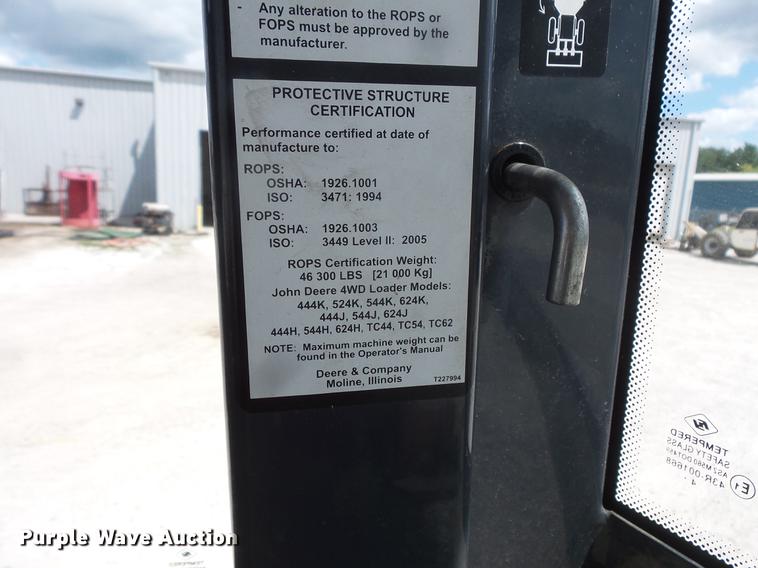 - Any alteration to the ROPS or
FOPS must be approved by the
manufacturer.
PROTECTIVE STRUCTURE
CERTIFICATION
Performance certified at date of
manufacture to:
ROPS:
OSHA: 1926.1001
ISO: 3471: 1994
FOPS:
OSHA: 1926.1003
ISO: 3449 Level II: 2005
ROPS Certification Weight:
46 300 LBS [21 000 Kg]
John Deere 4WD Loader Models:
444K, 524K, 544K, 624K,
444J, 544J, 624J
444H, 544H, 624H, TC44, TC54, TC62
NOTE: Maximum machine weight can be
found in the Operator's Manual
Deere & Company
Moline, Illinois
T227994
TEMPERED
SAFETY GLASS
43R-001668
E1
Purple Wave Auction